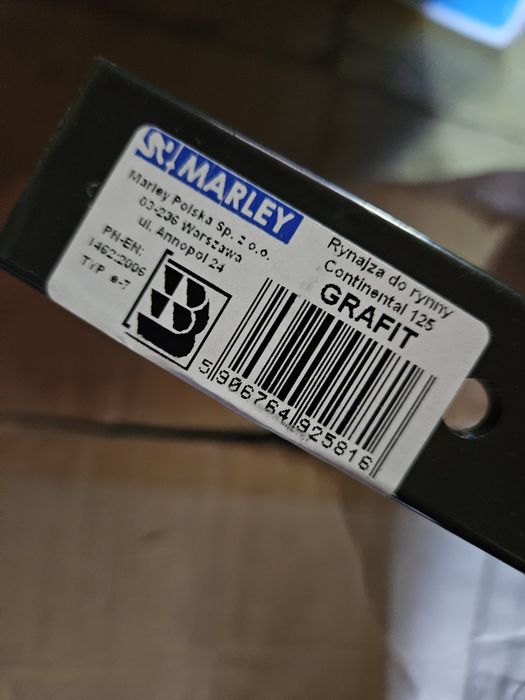 MARLEY
Marley Polska Sp. z o.o.
03-236 Warszawa
ul. Annopol 24
PN-EN:
1462:2006
TYP e-7
B
Rynajza do rynny
Continental 125
GRAFIT
5 906764 925816